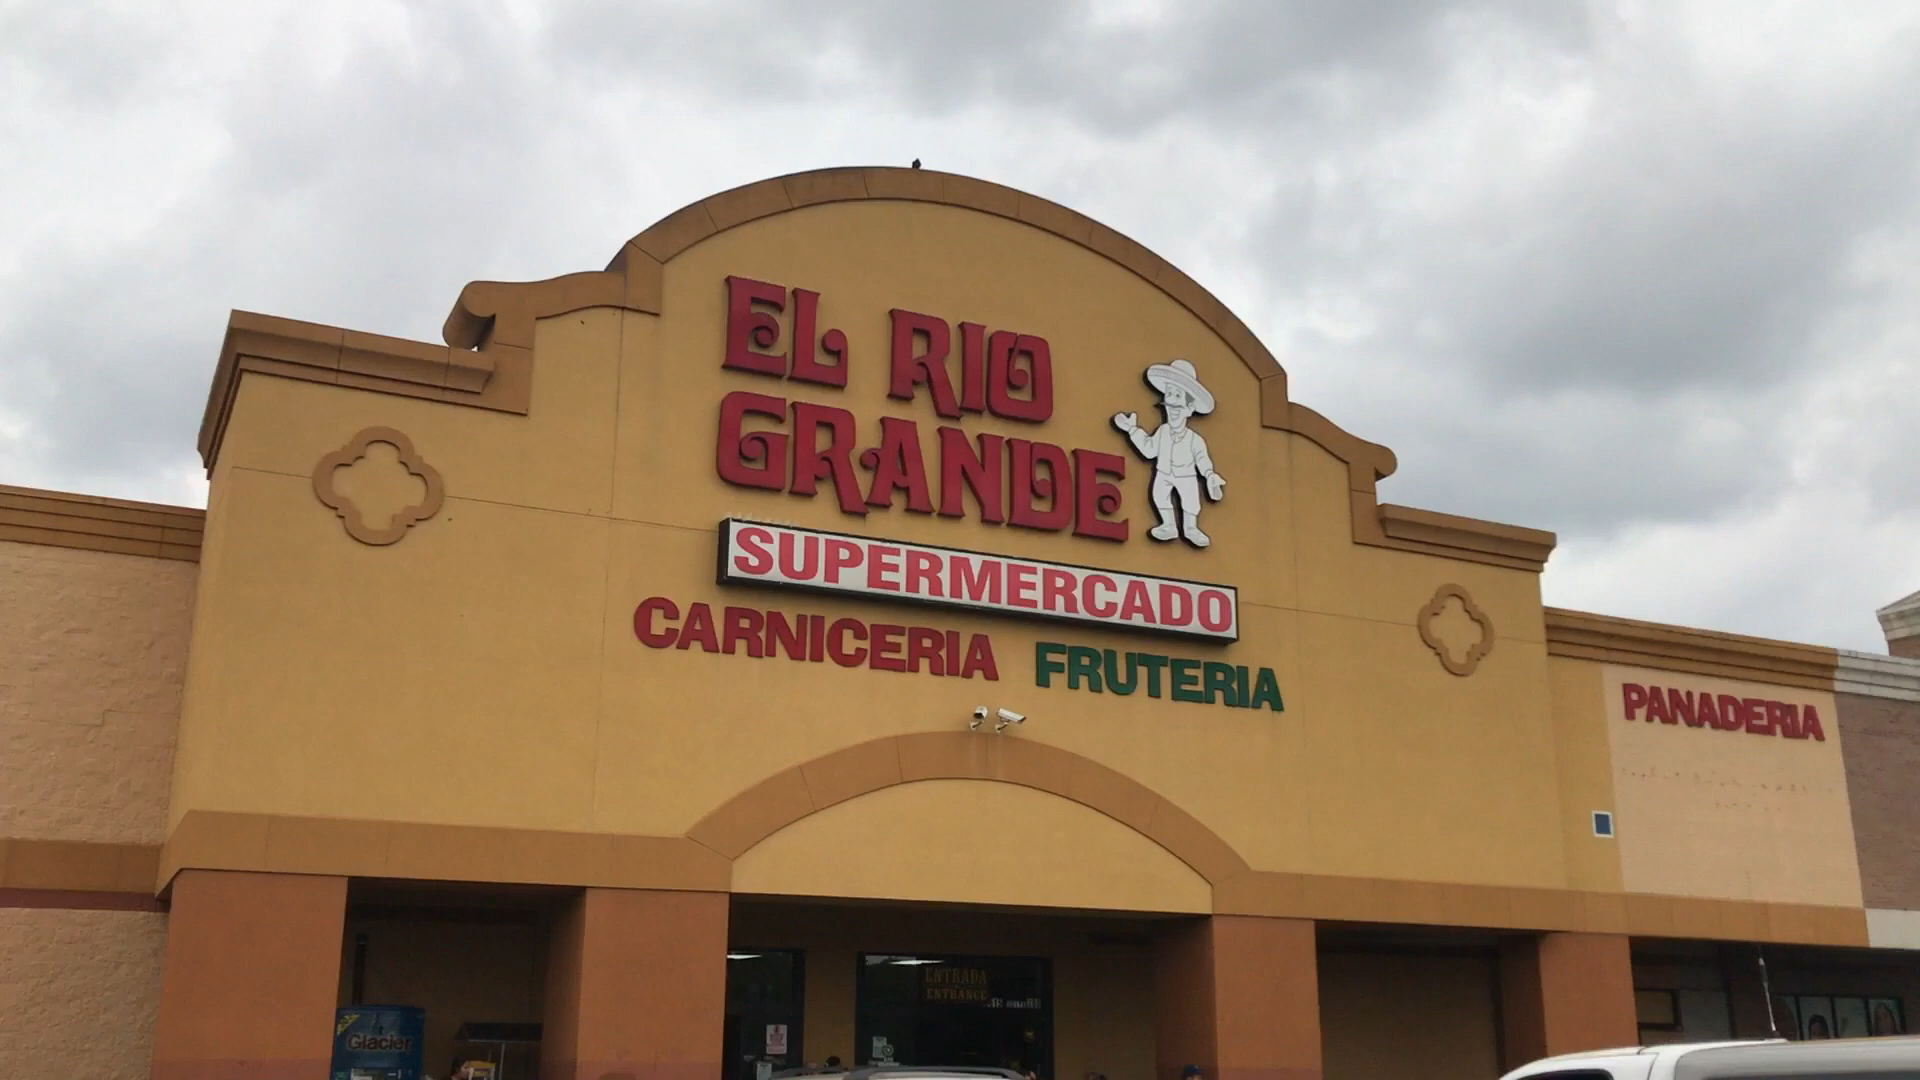 EL RIO
GRANDE
SUPERMERCADO
CARNICERIA FRUTERIA
PANADERIA
ENTRADA
ENTRANCE
Glacier